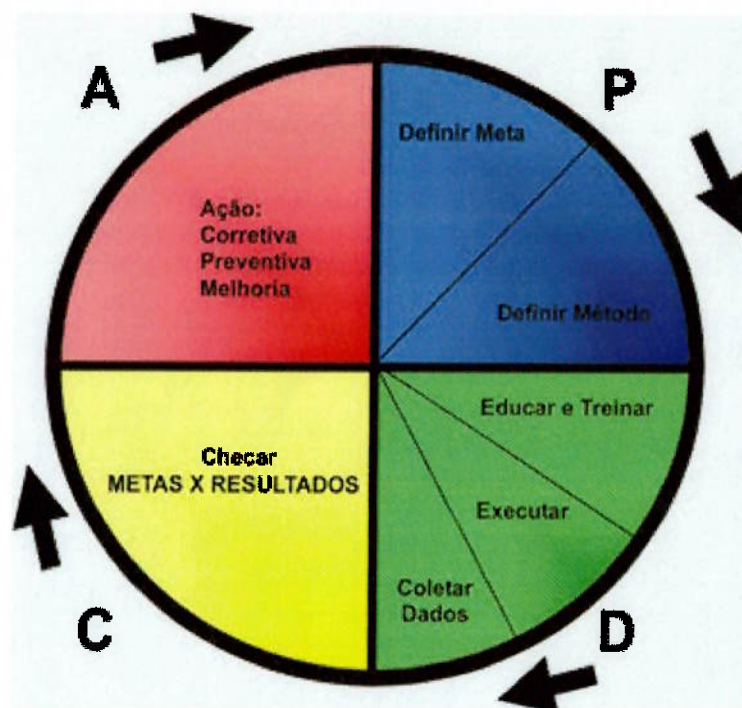 A
P
Definir Meta
Ação:
Corretiva
Preventiva
Melhoria
Definir Método
Educar e Treinar
Checar
METAS X RESULTADOS
Executar
Coletar
Dados
C
D